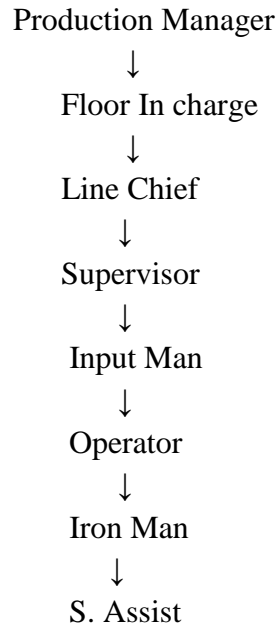 Production Manager
↓
Floor In charge
↓
Line Chief
↓
Supervisor
↓
Input Man
↓
Operator
↓
Iron Man
↓
S. Assist